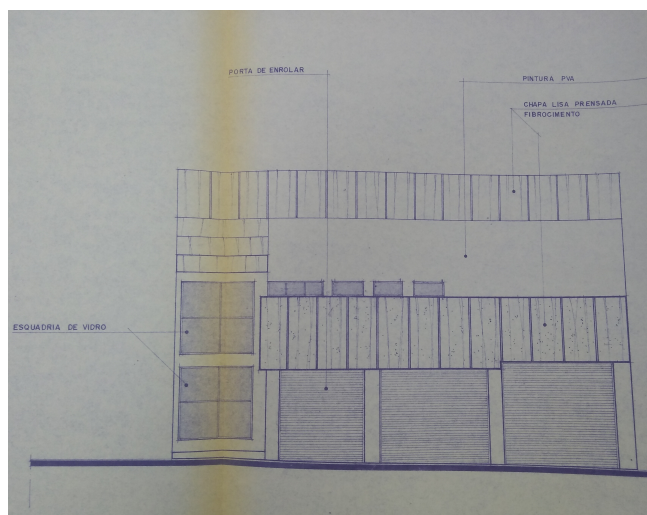 PORTA DE ENROLAR
PINTURA PVA
CHAPA LISA PRENSADA
FIBROCIMENTO
ESQUADRIA DE VIDRO